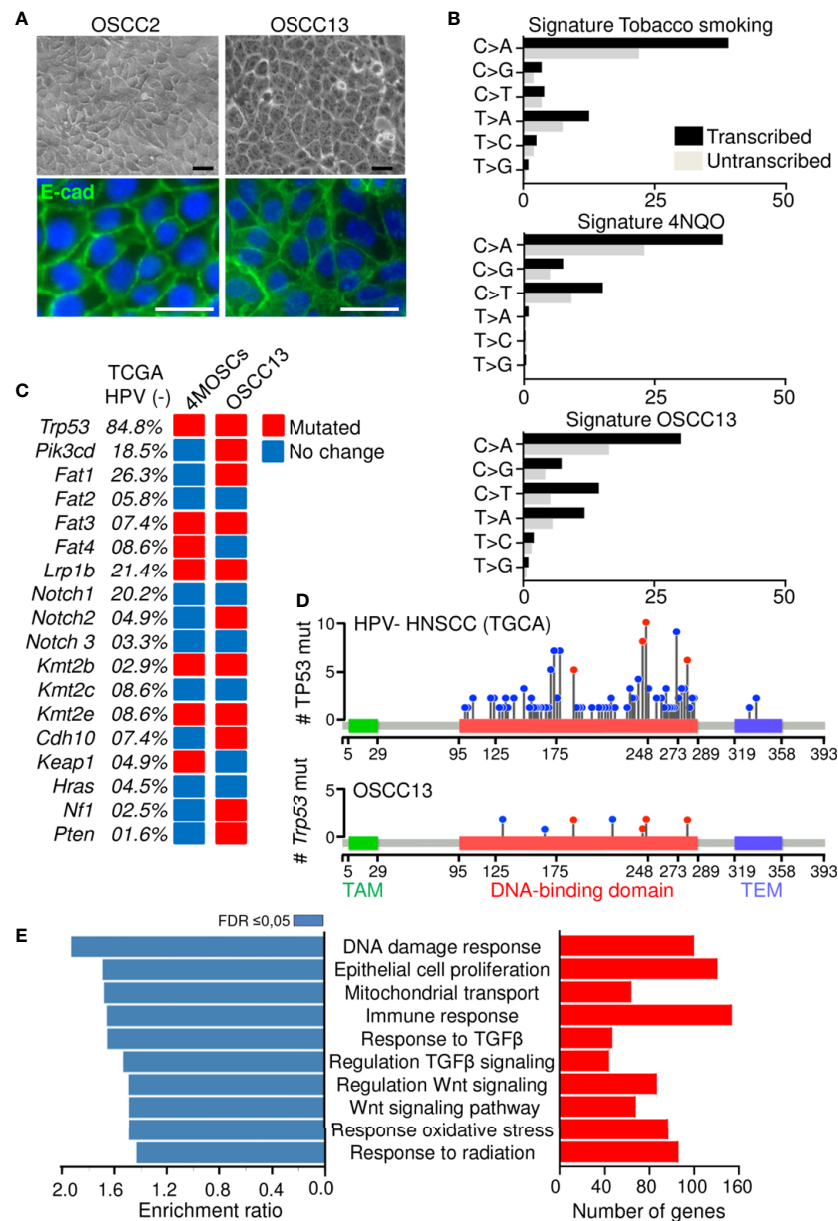 A
OSCC2
OSCC13
E-cad
B
Signature Tobacco smoking
C>A
C>G
C>T
T>A
T>C
T>G
Transcribed
Untranscribed
0
25
50
Signature 4NQO
C>A
C>G
C>T
T>A
T>C
T>G
0
25
50
Signature OSCC13
C>A
C>G
C>T
T>A
T>C
T>G
0
25
50
C
TCGA
HPV (-)
4MOSCs
OSCC13
Mutated
No change
Trp53 84.8%
Pik3cd 18.5%
Fat1 26.3%
Fat2 05.8%
Fat3 07.4%
Fat4 08.6%
Lrp1b 21.4%
Notch1 20.2%
Notch2 04.9%
Notch 3 03.3%
Kmt2b 02.9%
Kmt2c 08.6%
Kmt2e 08.6%
Cdh10 07.4%
Keap1 04.9%
Hras 04.5%
Nf1 02.5%
Pten 01.6%
D
HPV- HNSCC (TGCA)
# TP53 mut
10
5
0
5 29 95 125 175 248 273 289 319 358 393
OSCC13
# Trp53 mut
5
0
5 29 95 125 175 248 273 289 319 358 393
TAM DNA-binding domain TEM
E
FDR ≤0,05
DNA damage response
Epithelial cell proliferation
Mitochondrial transport
Immune response
Response to TGFβ
Regulation TGFβ signaling
Regulation Wnt signaling
Wnt signaling pathway
Response oxidative stress
Response to radiation
2.0 1.6 1.2 0.8 0.4 0.0
Enrichment ratio
0 40 80 100 160
Number of genes